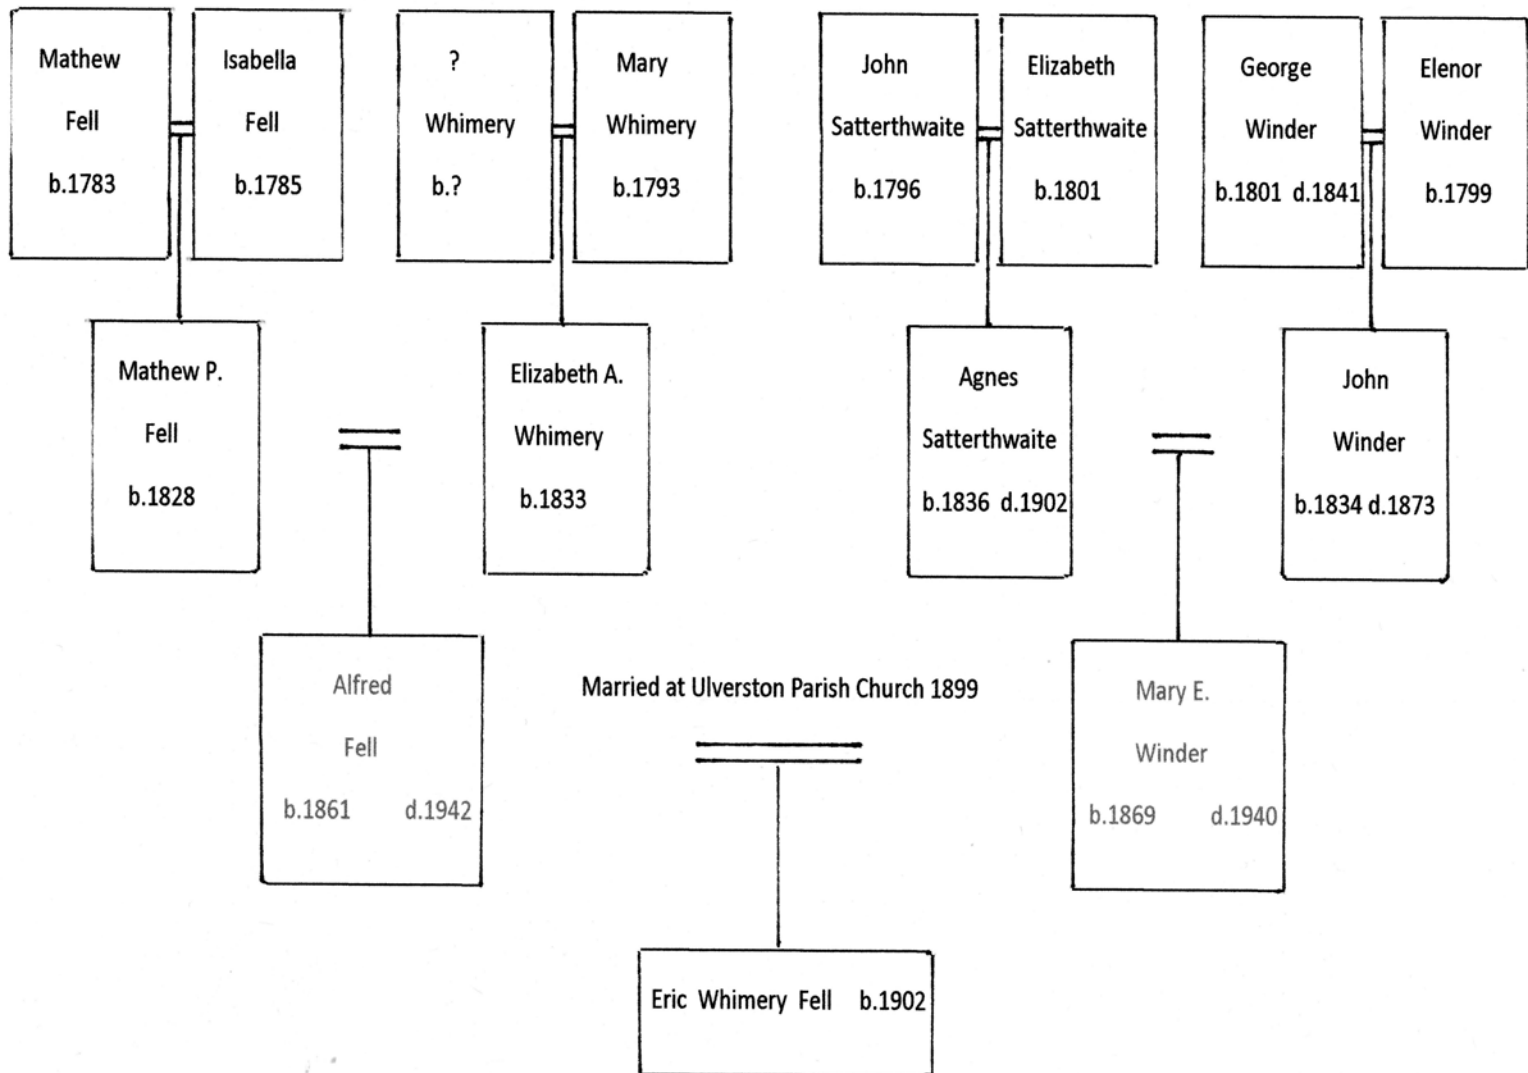 Mathew
Fell
b.1783
Isabella
Fell
b.1785
?
Whimery
b.?
Mary
Whimery
b.1793
John
Satterthwaite
b.1796
Elizabeth
Satterthwaite
b.1801
George
Winder
b.1801 d.1841
Elenor
Winder
b.1799
Mathew P.
Fell
b.1828
Elizabeth A.
Whimery
b.1833
Agnes
Satterthwaite
b.1836 d.1902
John
Winder
b.1834 d.1873
Alfred
Fell
b.1861 d.1942
Married at Ulverston Parish Church 1899
Mary E.
Winder
b.1869 d.1940
Eric Whimery Fell b.1902